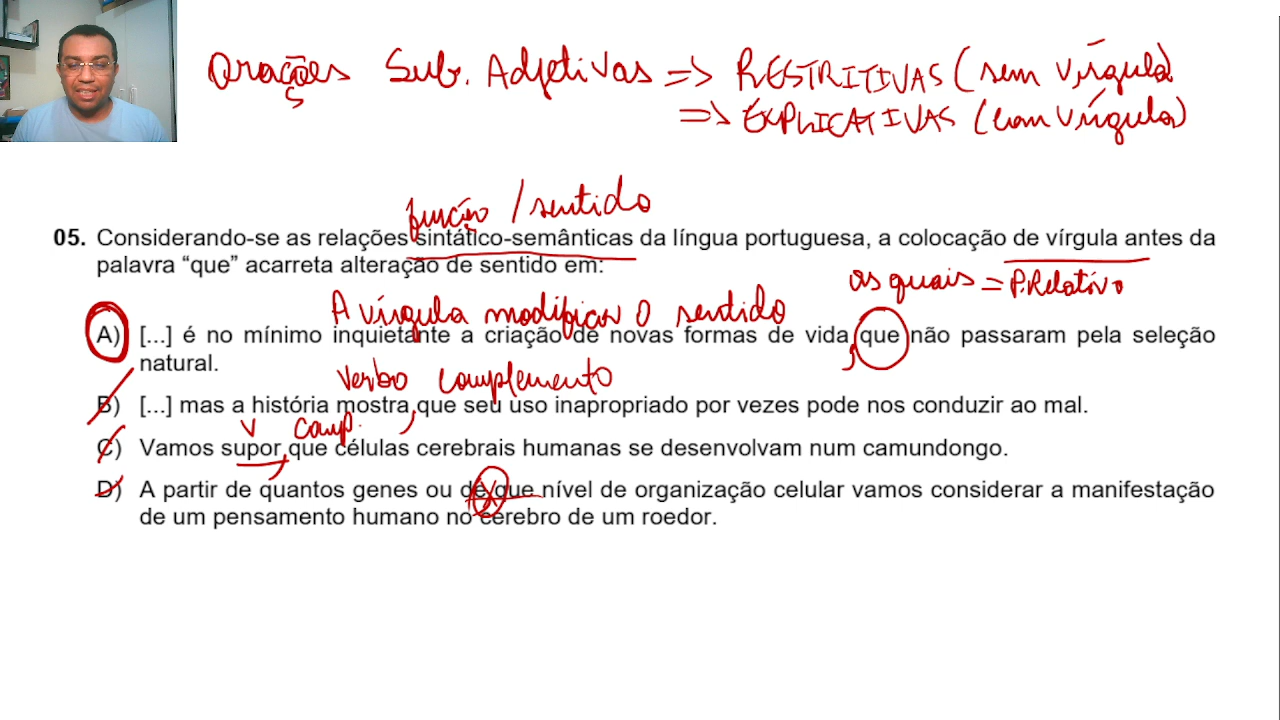 Orações Sub. Adjetivas => RESTRITIVAS (sem vírgula)
=> EXPLICATIVAS (com vírgula)
função / sentido
05. Considerando-se as relações sintático-semânticas da língua portuguesa, a colocação de vírgula antes da
palavra “que” acarreta alteração de sentido em:
as quais = P. Relativo
A vírgula modificar o sentido
A) [...] é no mínimo inquietante a criação de novas formas de vida, que não passaram pela seleção
natural.
verbo complemento
B) [...] mas a história mostra, que seu uso inapropriado por vezes pode nos conduzir ao mal.
V comp.
C) Vamos supor, que células cerebrais humanas se desenvolvam num camundongo.
D) A partir de quantos genes ou de que nível de organização celular vamos considerar a manifestação
de um pensamento humano no cerebro de um roedor.